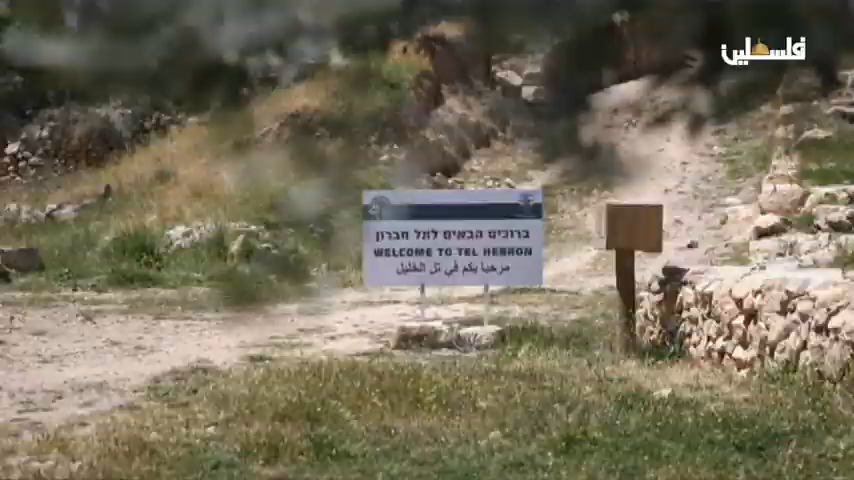 فلسطين
ברוכים הבאים לתל חברון
WELCOME TO TEL HEBRON
مرحبا بكم في تل الخليل